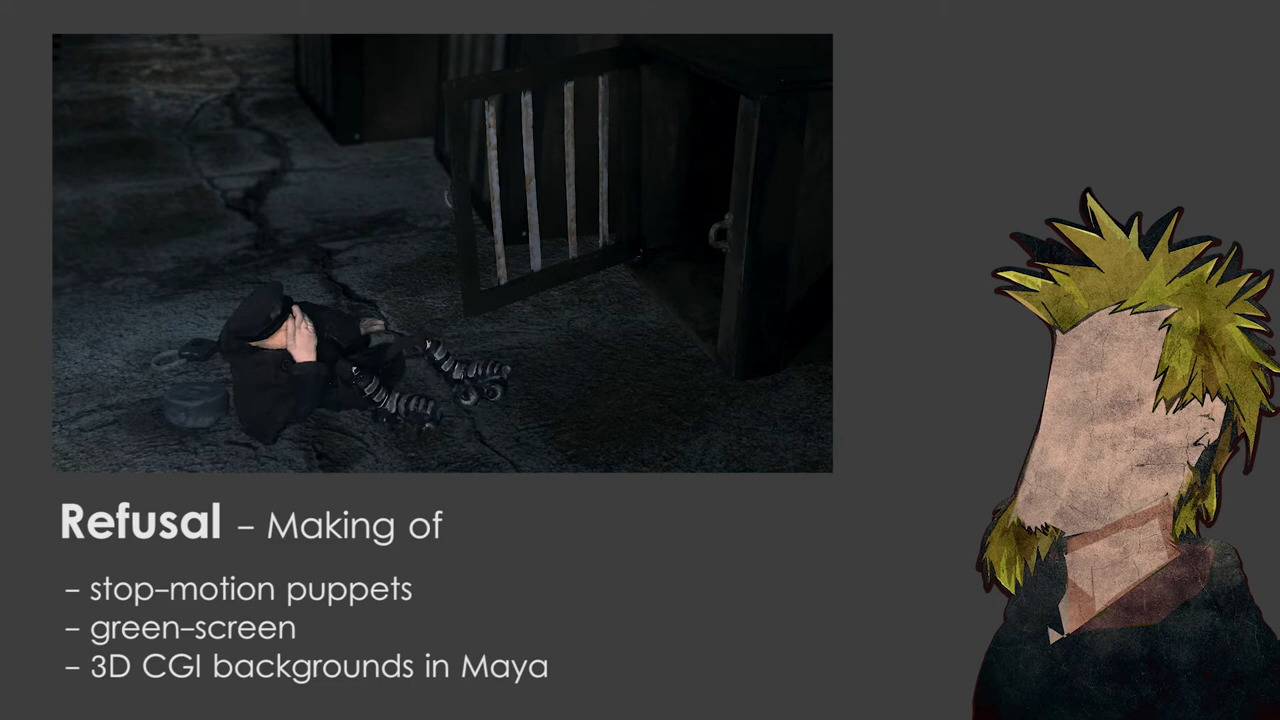 Refusal - Making of
- stop-motion puppets
- green-screen
- 3D CGI backgrounds in Maya